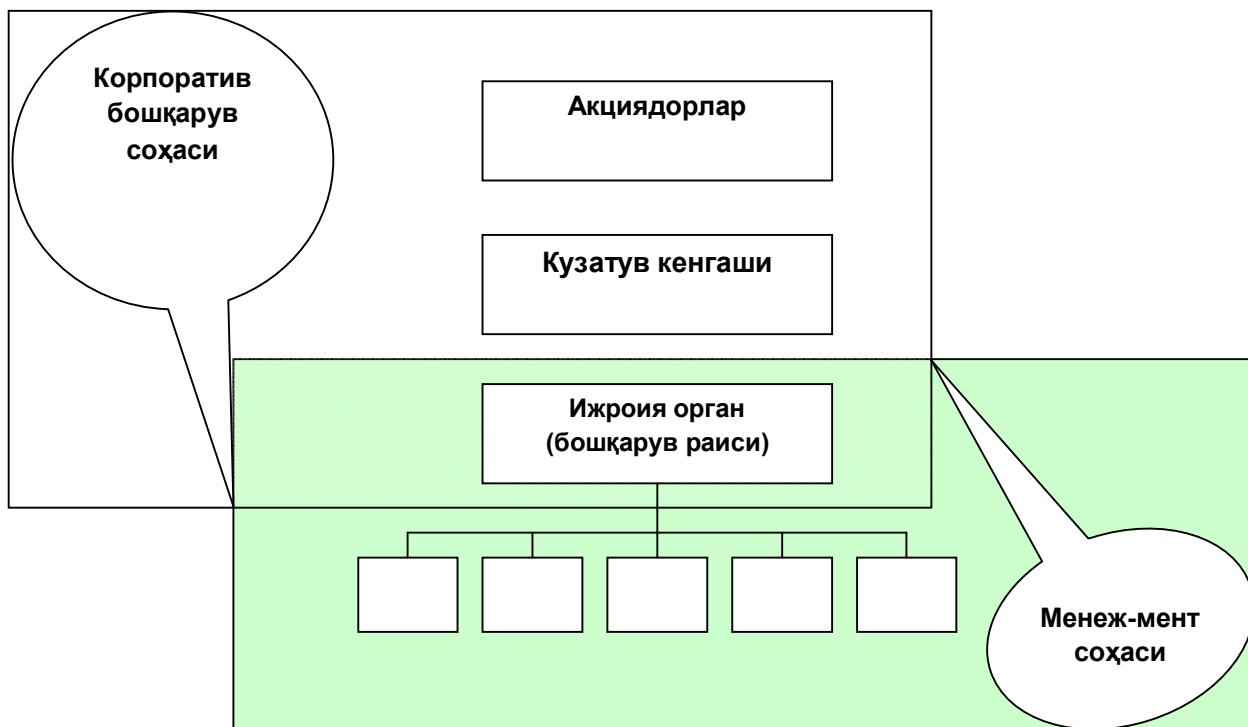 Корпоратив
бошқарув
соҳаси
Акциядорлар
Кузатув кенгаши
Ижроия орган
(бошқарув раиси)
Менеж-мент
соҳаси